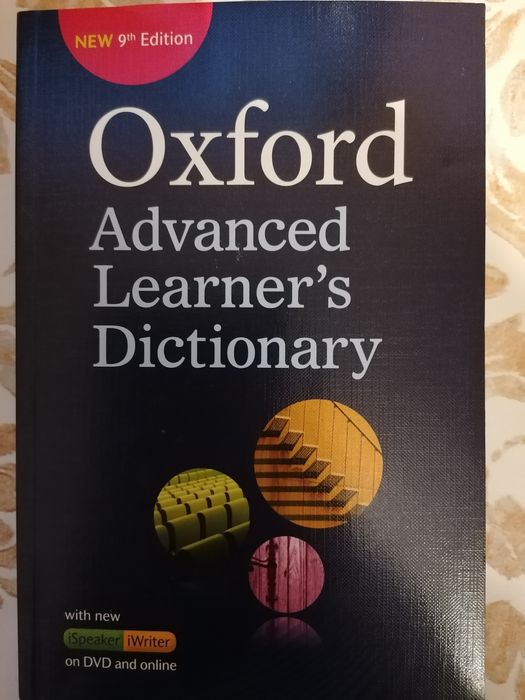 NEW 9th Edition
Oxford
Advanced
Learner's
Dictionary
with new
iSpeaker iWriter
on DVD and online